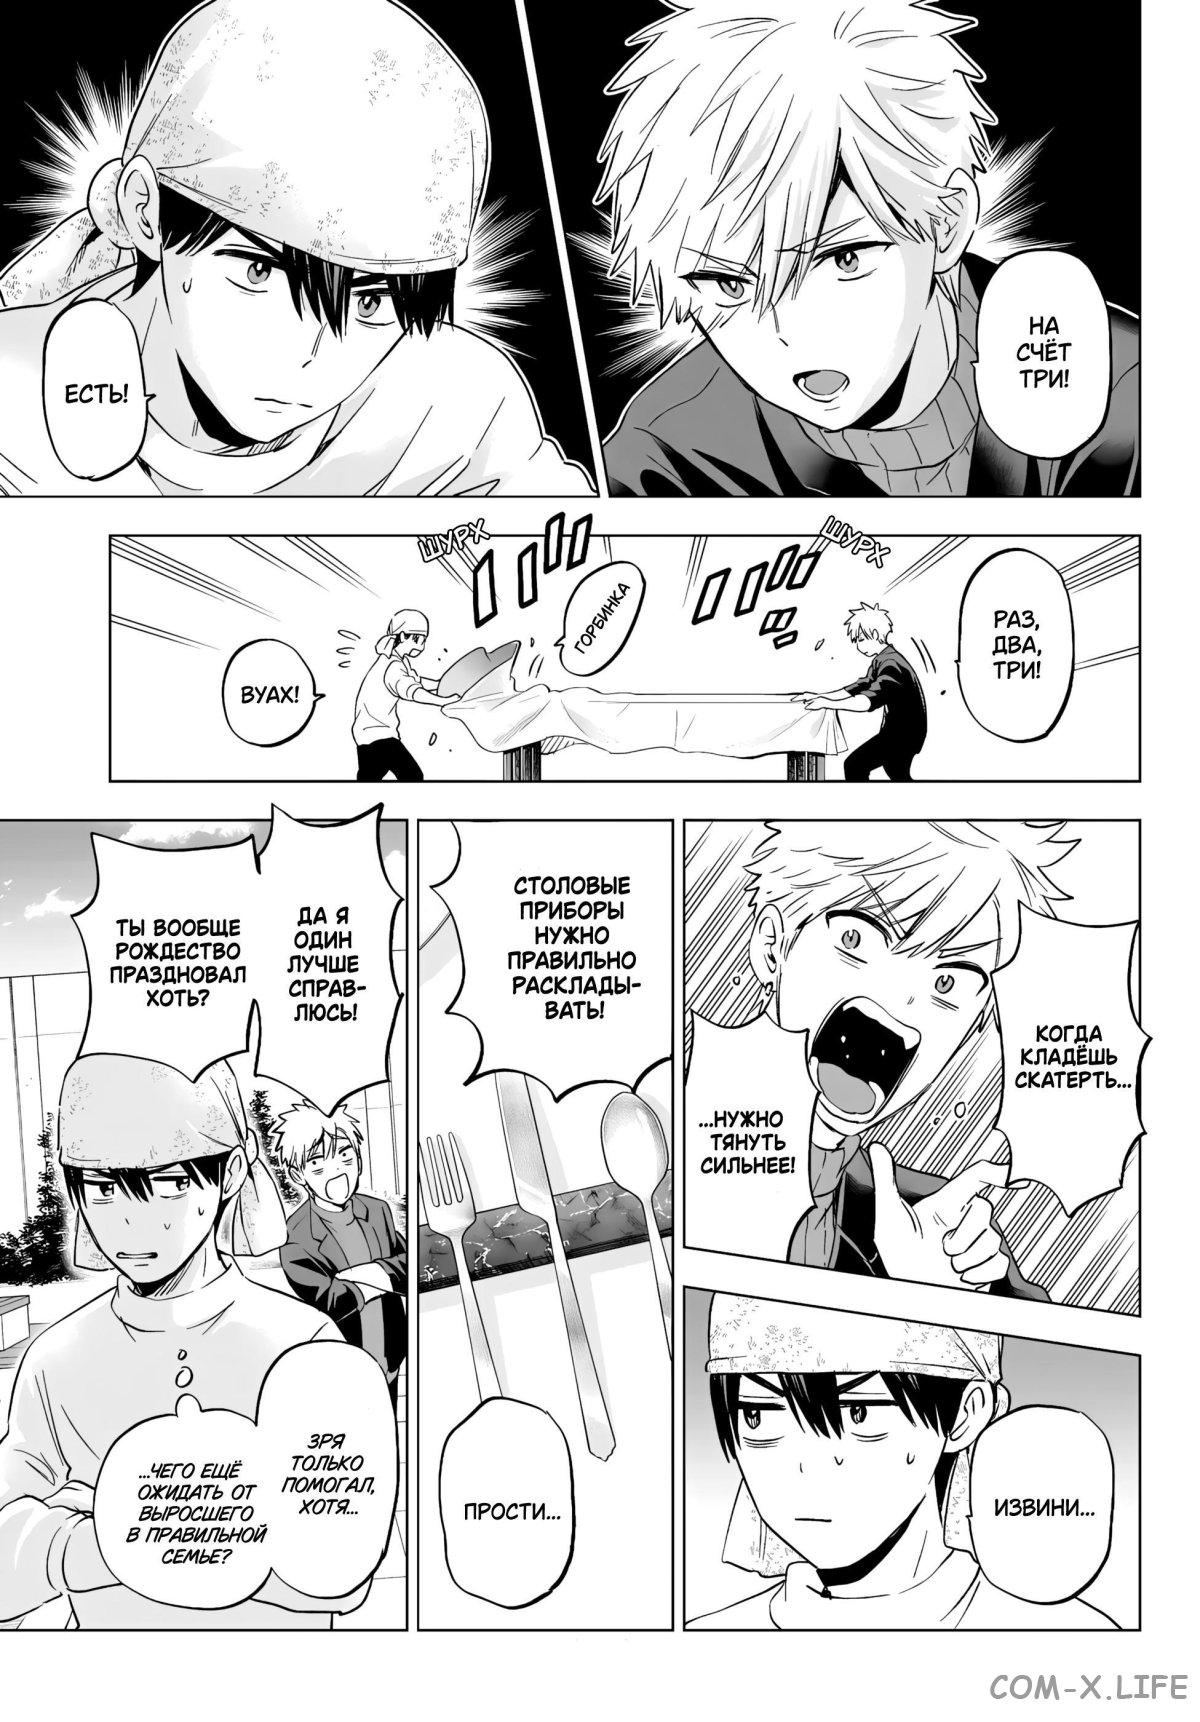 НА
СЧЁТ
ТРИ!
ЕСТЬ!
РАЗ,
ДВА,
ТРИ!
ШУРХ
ГОРБИНКА
ШУРХ
ВУАХ!
КОГДА
КЛАДЁШЬ
СКАТЕРТЬ...
...НУЖНО
ТЯНУТЬ
СИЛЬНЕЕ!
ИЗВИНИ...
СТОЛОВЫЕ
ПРИБОРЫ
НУЖНО
ПРАВИЛЬНО
РАСКЛАДЫ-
ВАТЬ!
ПРОСТИ...
ДА Я
ОДИН
ЛУЧШЕ
СПРАВ-
ЛЮСЬ!
ТЫ ВООБЩЕ
РОЖДЕСТВО
ПРАЗДНОВАЛ
ХОТЬ?
ЗРЯ
ТОЛЬКО
ПОМОГАЛ,
ХОТЯ...
...ЧЕГО ЕЩЁ
ОЖИДАТЬ ОТ
ВЫРОСШЕГО
В ПРАВИЛЬНОЙ
СЕМЬЕ?
COM-X.LIFE